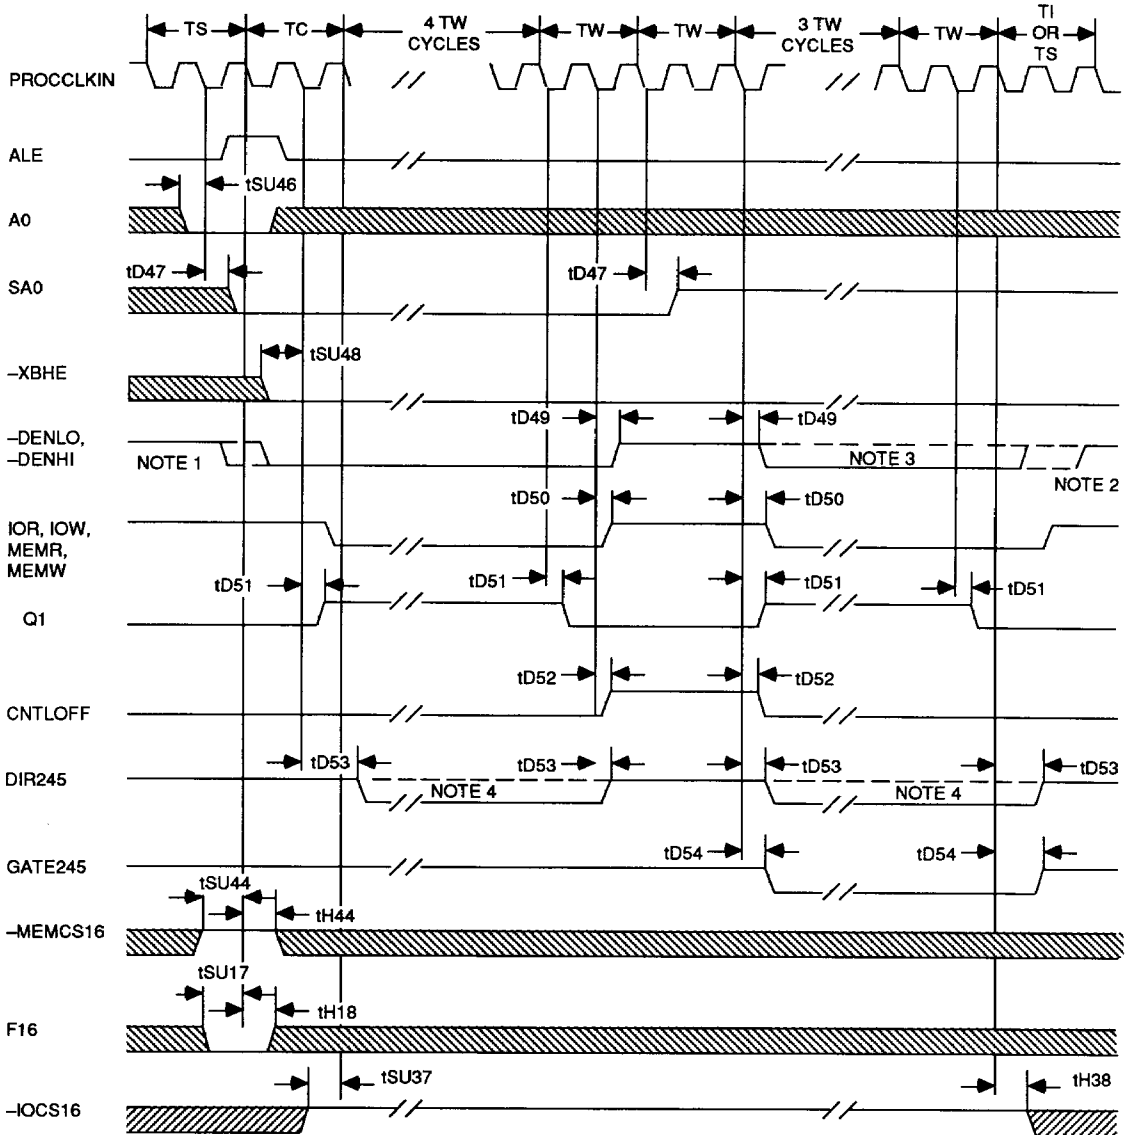 TS TC 4 TW CYCLES TW TW 3 TW CYCLES TW TI OR TS
PROCCLKIN
ALE
tSU46
A0
tD47 tD47
SA0
tSU48
–XBHE
tD49 tD49
–DENLO,
–DENHI
NOTE 1 NOTE 3 NOTE 2
tD50 tD50
IOR, IOW,
MEMR,
MEMW
tD51 tD51 tD51 tD51
Q1
tD52 tD52
CNTLOFF
tD53 tD53 tD53 tD53
DIR245
NOTE 4 NOTE 4
tD54 tD54
GATE245
tSU44
tH44
–MEMCS16
tSU17
tH18
F16
tSU37 tH38
–IOCS16